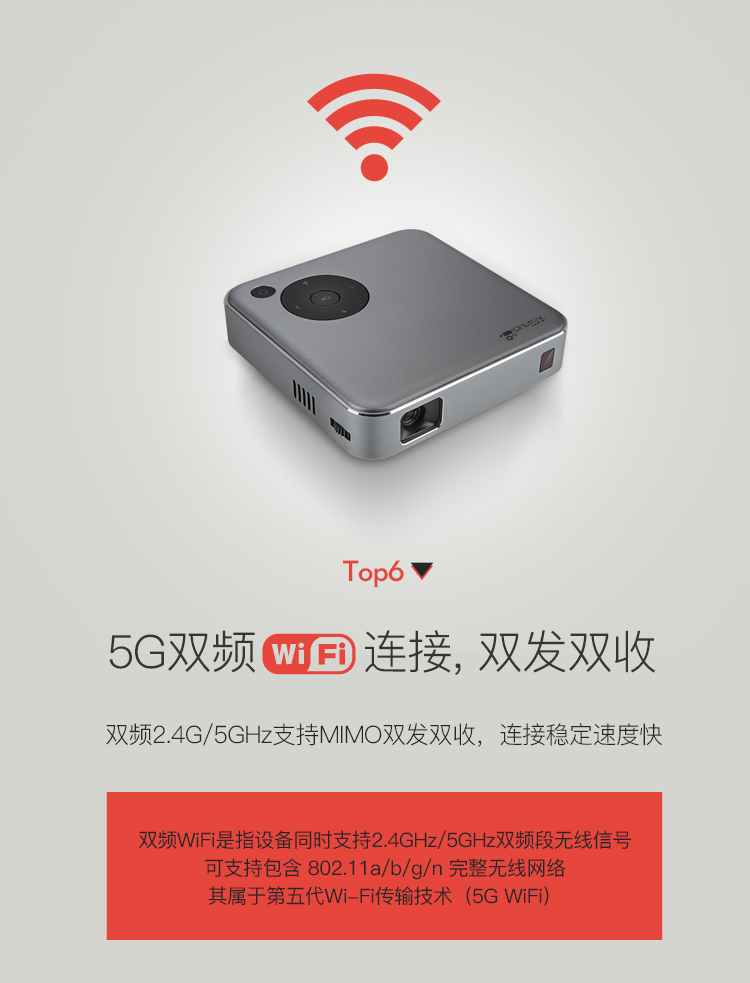 Top6
5G双频 WiFi 连接, 双发双收
双频2.4G/5GHz支持MIMO双发双收，连接稳定速度快
双频WiFi是指设备同时支持2.4GHz/5GHz双频段无线信号
可支持包含 802.11a/b/g/n 完整无线网络
其属于第五代Wi-Fi传输技术（5G WiFi）